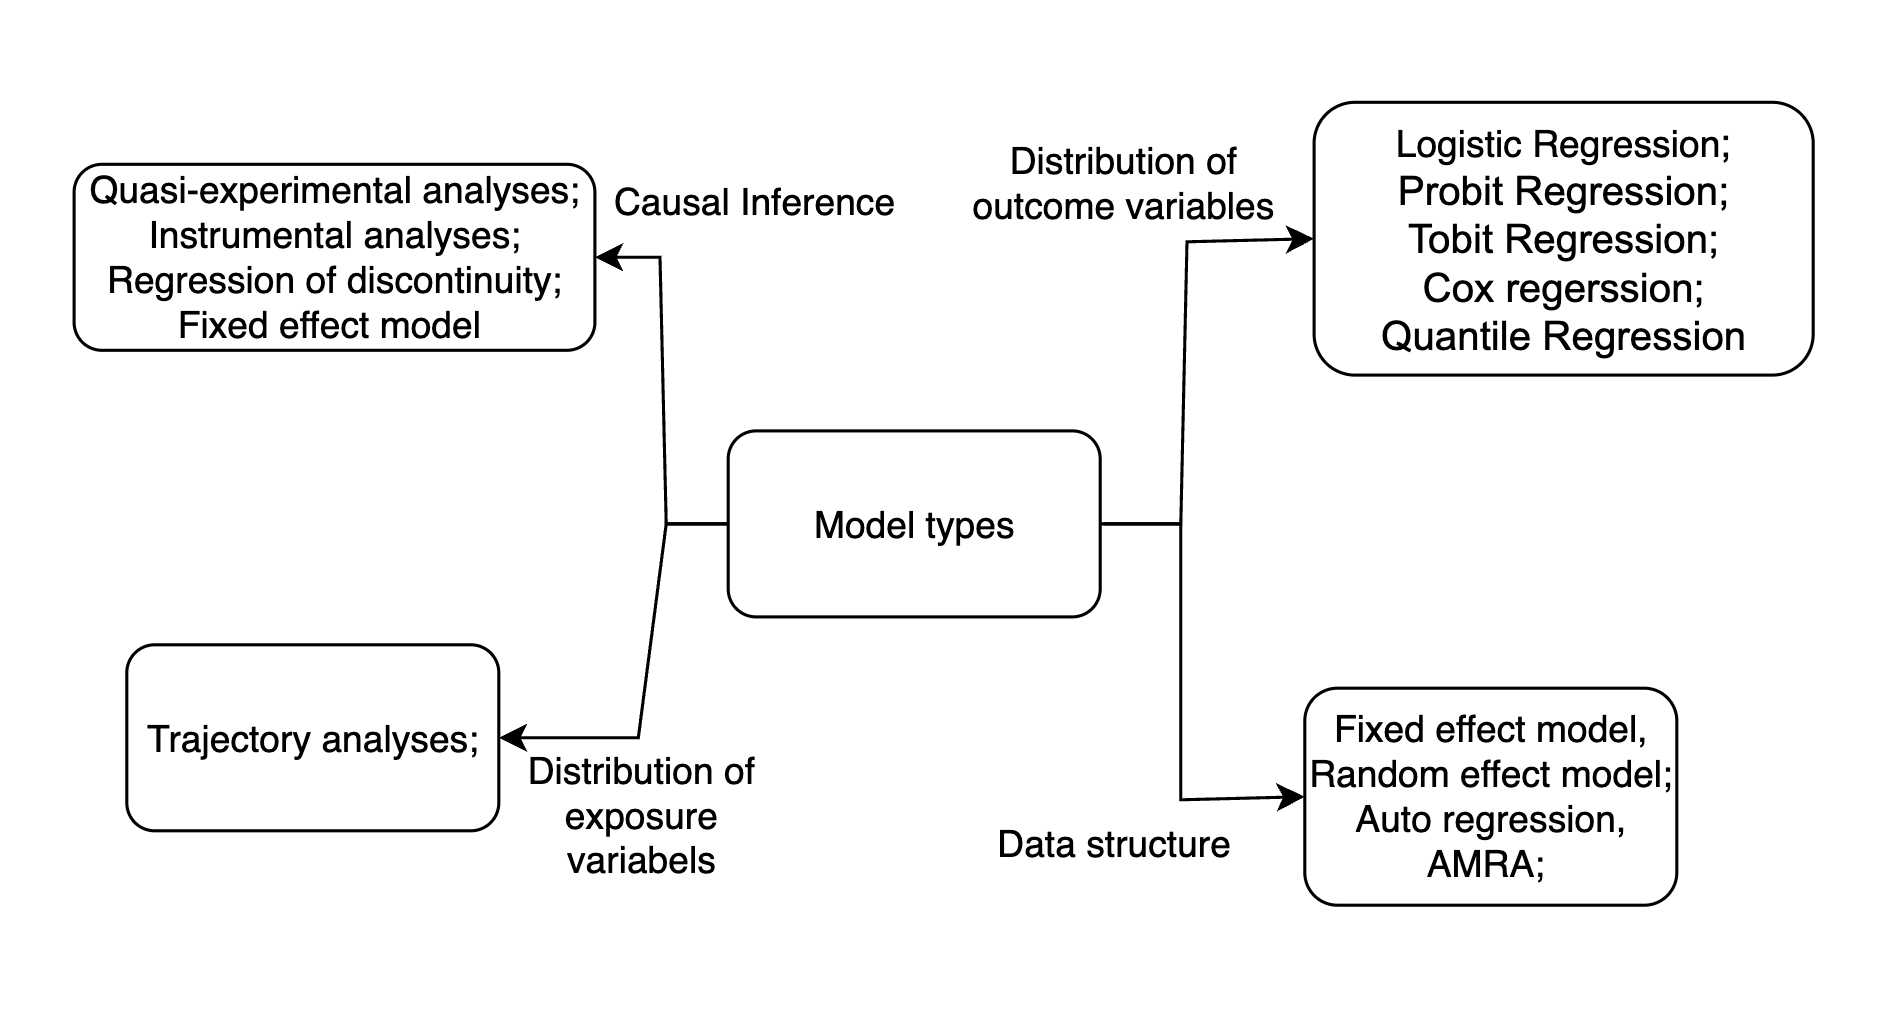 Quasi-experimental analyses;
Instrumental analyses;
Regression of discontinuity;
Fixed effect model
Causal Inference
Distribution of
outcome variables
Logistic Regression;
Probit Regression;
Tobit Regression;
Cox regerssion;
Quantile Regression
Model types
Trajectory analyses;
Distribution of
exposure
variabels
Data structure
Fixed effect model,
Random effect model;
Auto regression,
AMRA;